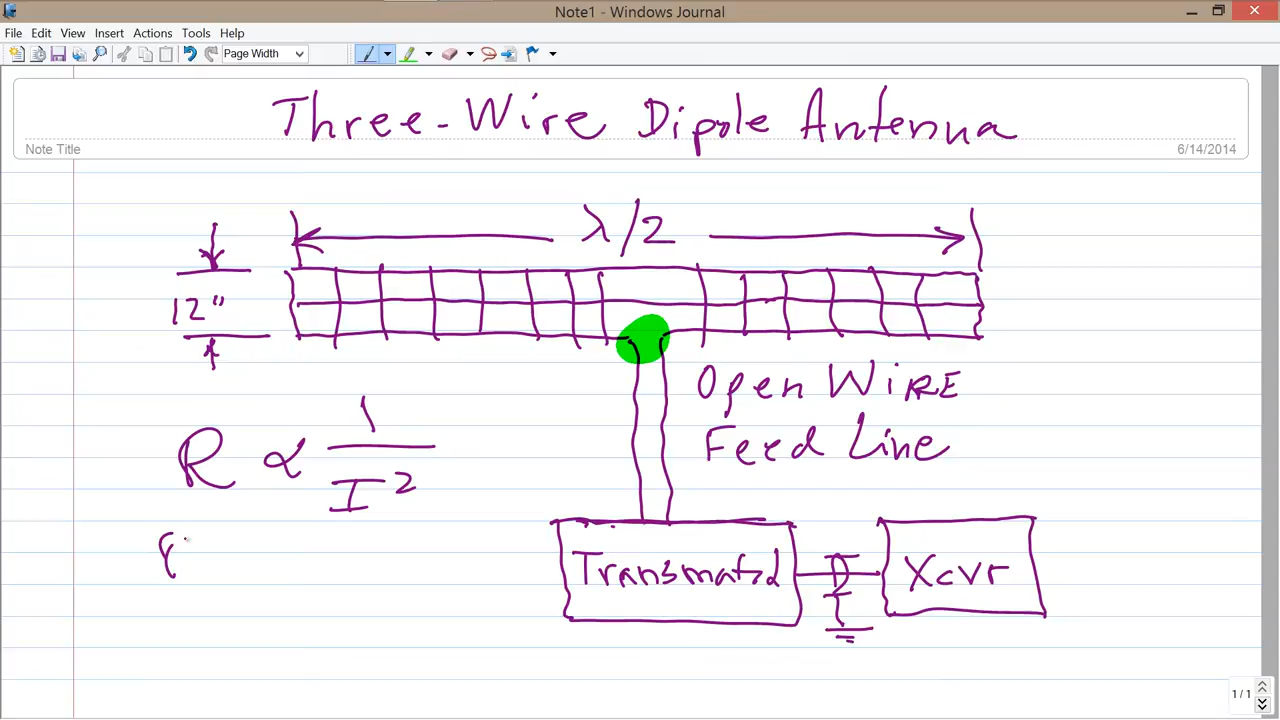 Note1 - Windows Journal
File Edit View Insert Actions Tools Help
Page Width
Three-Wire Dipole Antenna
Note Title
6/14/2014
λ/2
12"
Open WIRE
Feed Line
R ∝ 1
I²
Transmatch
Xcvr
1/1